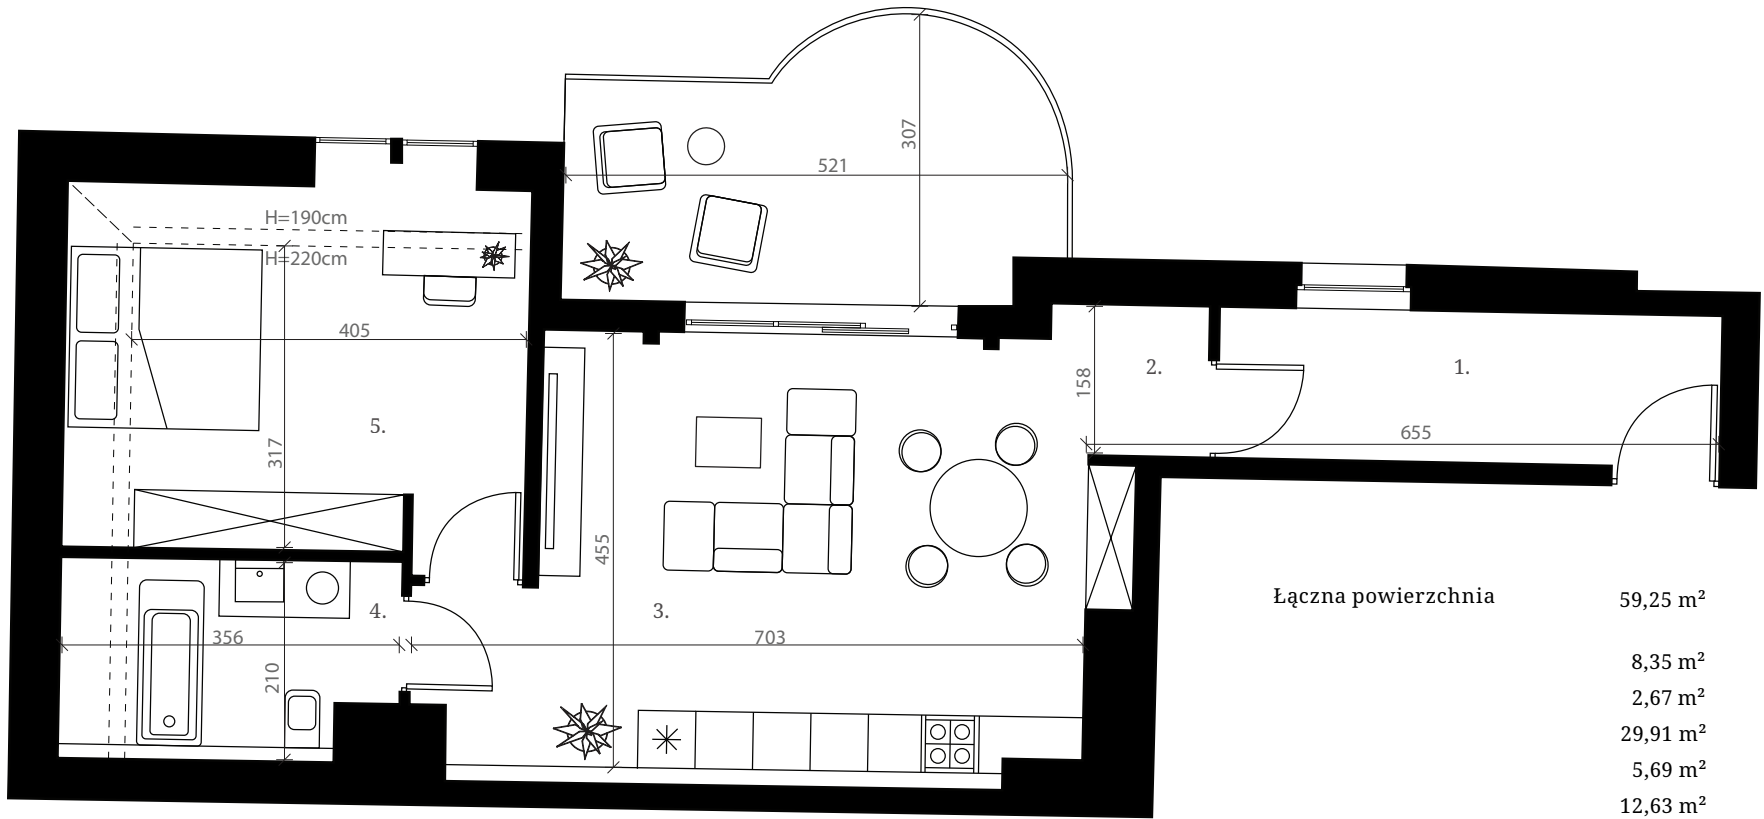 307
521
H=190cm
H=220cm
405
2.
1.
158
5.
655
317
455
Łączna powierzchnia 59,25 m²
4.
3.
356
703
8,35 m²
210
2,67 m²
29,91 m²
5,69 m²
12,63 m²